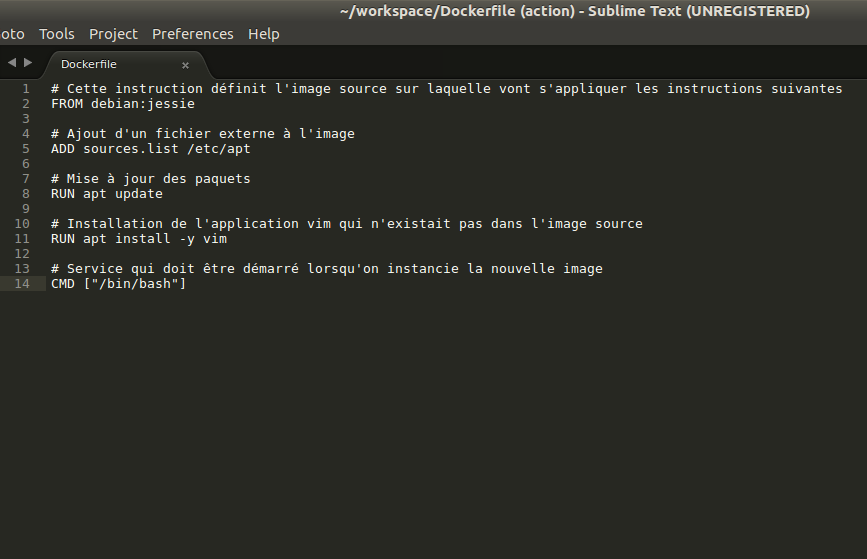 ~/workspace/Dockerfile (action) - Sublime Text (UNREGISTERED)
oto Tools Project Preferences Help
Dockerfile ×
1 # Cette instruction définit l'image source sur laquelle vont s'appliquer les instructions suivantes
2 FROM debian:jessie
3
4 # Ajout d'un fichier externe à l'image
5 ADD sources.list /etc/apt
6
7 # Mise à jour des paquets
8 RUN apt update
9
10 # Installation de l'application vim qui n'existait pas dans l'image source
11 RUN apt install -y vim
12
13 # Service qui doit être démarré lorsqu'on instancie la nouvelle image
14 CMD ["/bin/bash"]